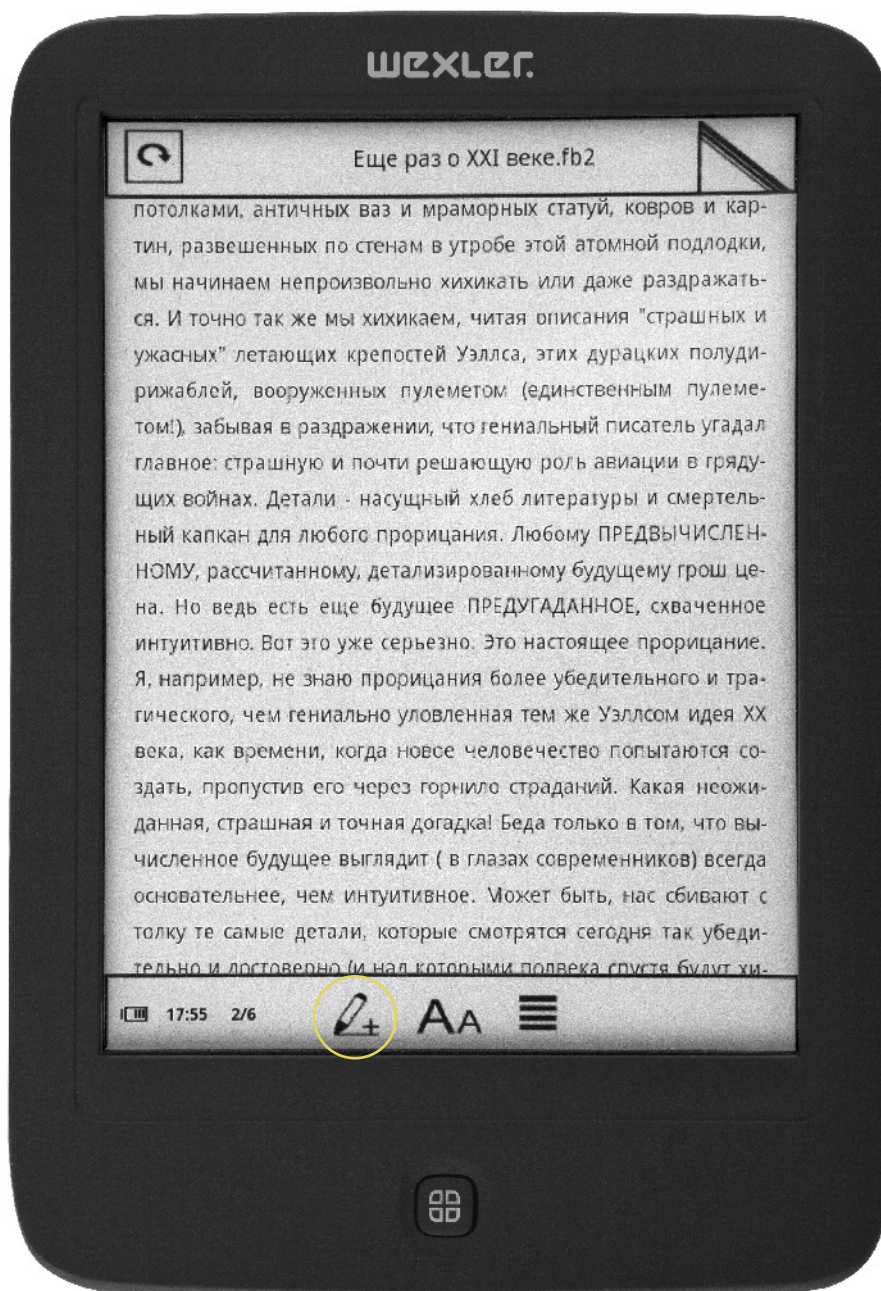 wexler.
Еще раз о XXI веке.fb2
потолками, античных ваз и мраморных статуй, ковров и кар-
тин, развешенных по стенам в утробе этой атомной подлодки,
мы начинаем непроизвольно хихикать или даже раздражать-
ся. И точно так же мы хихикаем, читая описания "страшных и
ужасных" летающих крепостей Уэллса, этих дурацких полуди-
рижаблей, вооруженных пулеметом (единственным пулеме-
том!), забывая в раздражении, что гениальный писатель угадал
главное: страшную и почти решающую роль авиации в гряду-
щих войнах. Детали - насущный хлеб литературы и смертель-
ный капкан для любого прорицания. Любому ПРЕДВЫЧИСЛЕН-
НОМУ, рассчитанному, детализированному будущему грош це-
на. Но ведь есть еще будущее ПРЕДУГАДАННОЕ, схваченное
интуитивно. Вот это уже серьезно. Это настоящее прорицание.
Я, например, не знаю прорицания более убедительного и тра-
гического, чем гениально уловленная тем же Уэллсом идея XX
века, как времени, когда новое человечество попытаются со-
здать, пропустив его через горнило страданий. Какая неожи-
данная, страшная и точная догадка! Беда только в том, что вы-
численное будущее выглядит ( в глазах современников) всегда
основательнее, чем интуитивное. Может быть, нас сбивают с
толку те самые детали, которые смотрятся сегодня так убеди-
тельно и достоверно (и над которыми полвека спустя будут хи-
17:55 2/6 AA